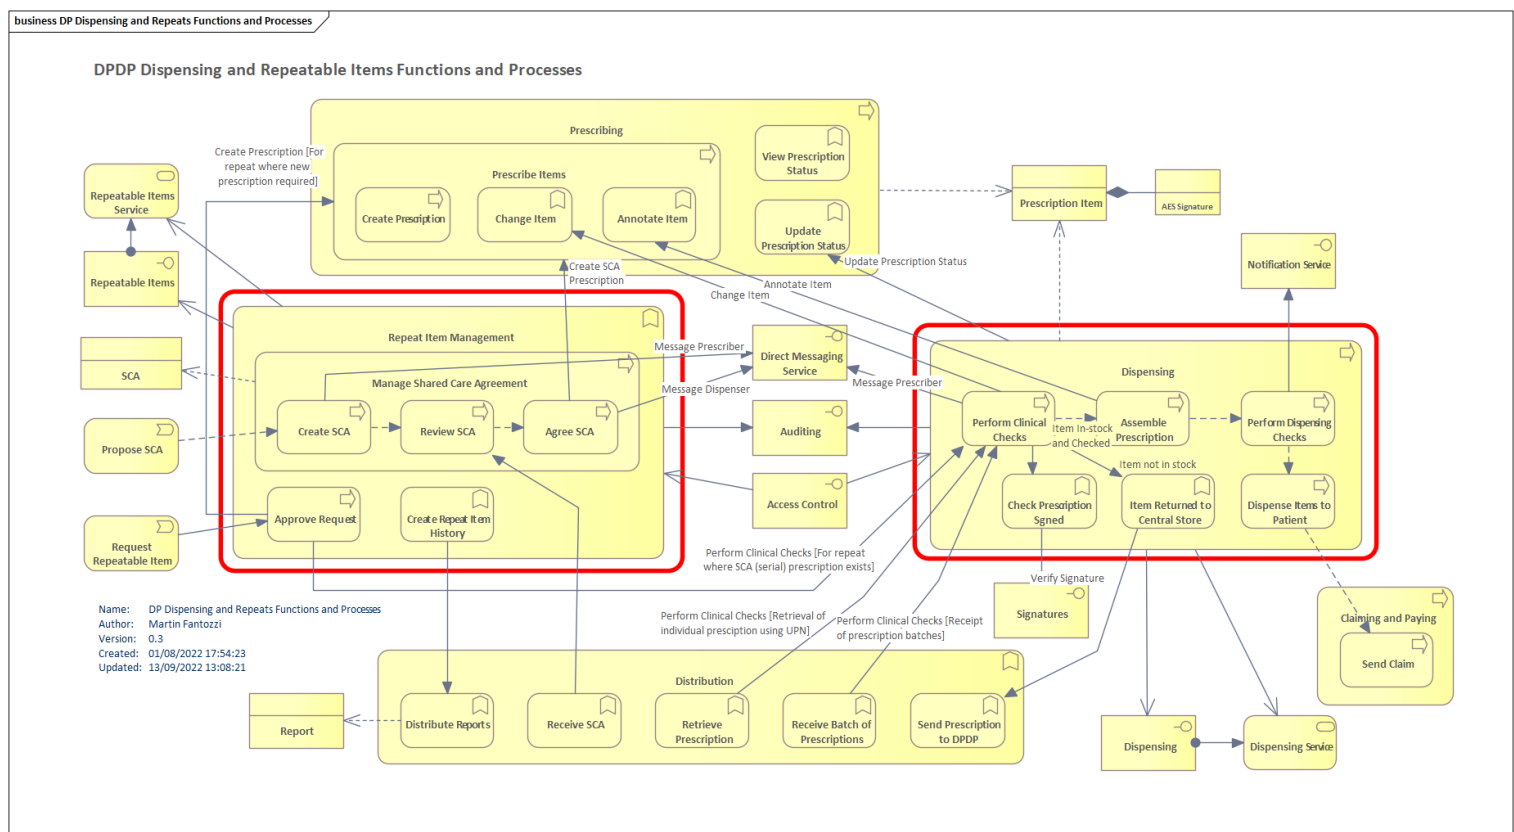 business DP Dispensing and Repeats Functions and Processes
DPDP Dispensing and Repeatable Items Functions and Processes
Prescribing
Create Prescription [For
repeat where new
prescription required]
Prescribe Items
View Prescription
Status
Repeatable Items
Service
Create Prescription
Change Item
Annotate Item
Update
Prescription Status
Prescription Item
AES Signature
Repeatable Items
Create SCA
Prescription
Update Prescription Status
Annotate Item
Change Item
Notification Service
Repeat Item Management
Message Prescriber
Direct Messaging
Service
SCA
Manage Shared Care Agreement
Message Dispenser
Message Prescriber
Dispensing
Propose SCA
Create SCA
Review SCA
Agree SCA
Auditing
Perform Clinical
Checks
Item In-stock
and Checked
Assemble
Prescription
Perform Dispensing
Checks
Item not in stock
Request
Repeatable Item
Approve Request
Create Repeat Item
History
Access Control
Check Prescription
Signed
Item Returned to
Central Store
Dispense Items to
Patient
Perform Clinical Checks [For repeat
where SCA (serial) prescription exists]
Verify Signature
Signatures
Name: DP Dispensing and Repeats Functions and Processes
Author: Martin Fantozzi
Version: 0.3
Created: 01/08/2022 17:54:23
Updated: 13/09/2022 13:08:21
Perform Clinical Checks [Retrieval of
individual presciption using UPN]
Perform Clinical Checks [Receipt
of prescription batches]
Claiming and Paying
Send Claim
Distribution
Report
Distribute Reports
Receive SCA
Retrieve
Prescription
Receive Batch of
Prescriptions
Send Prescription
to DPDP
Dispensing
Dispensing Service